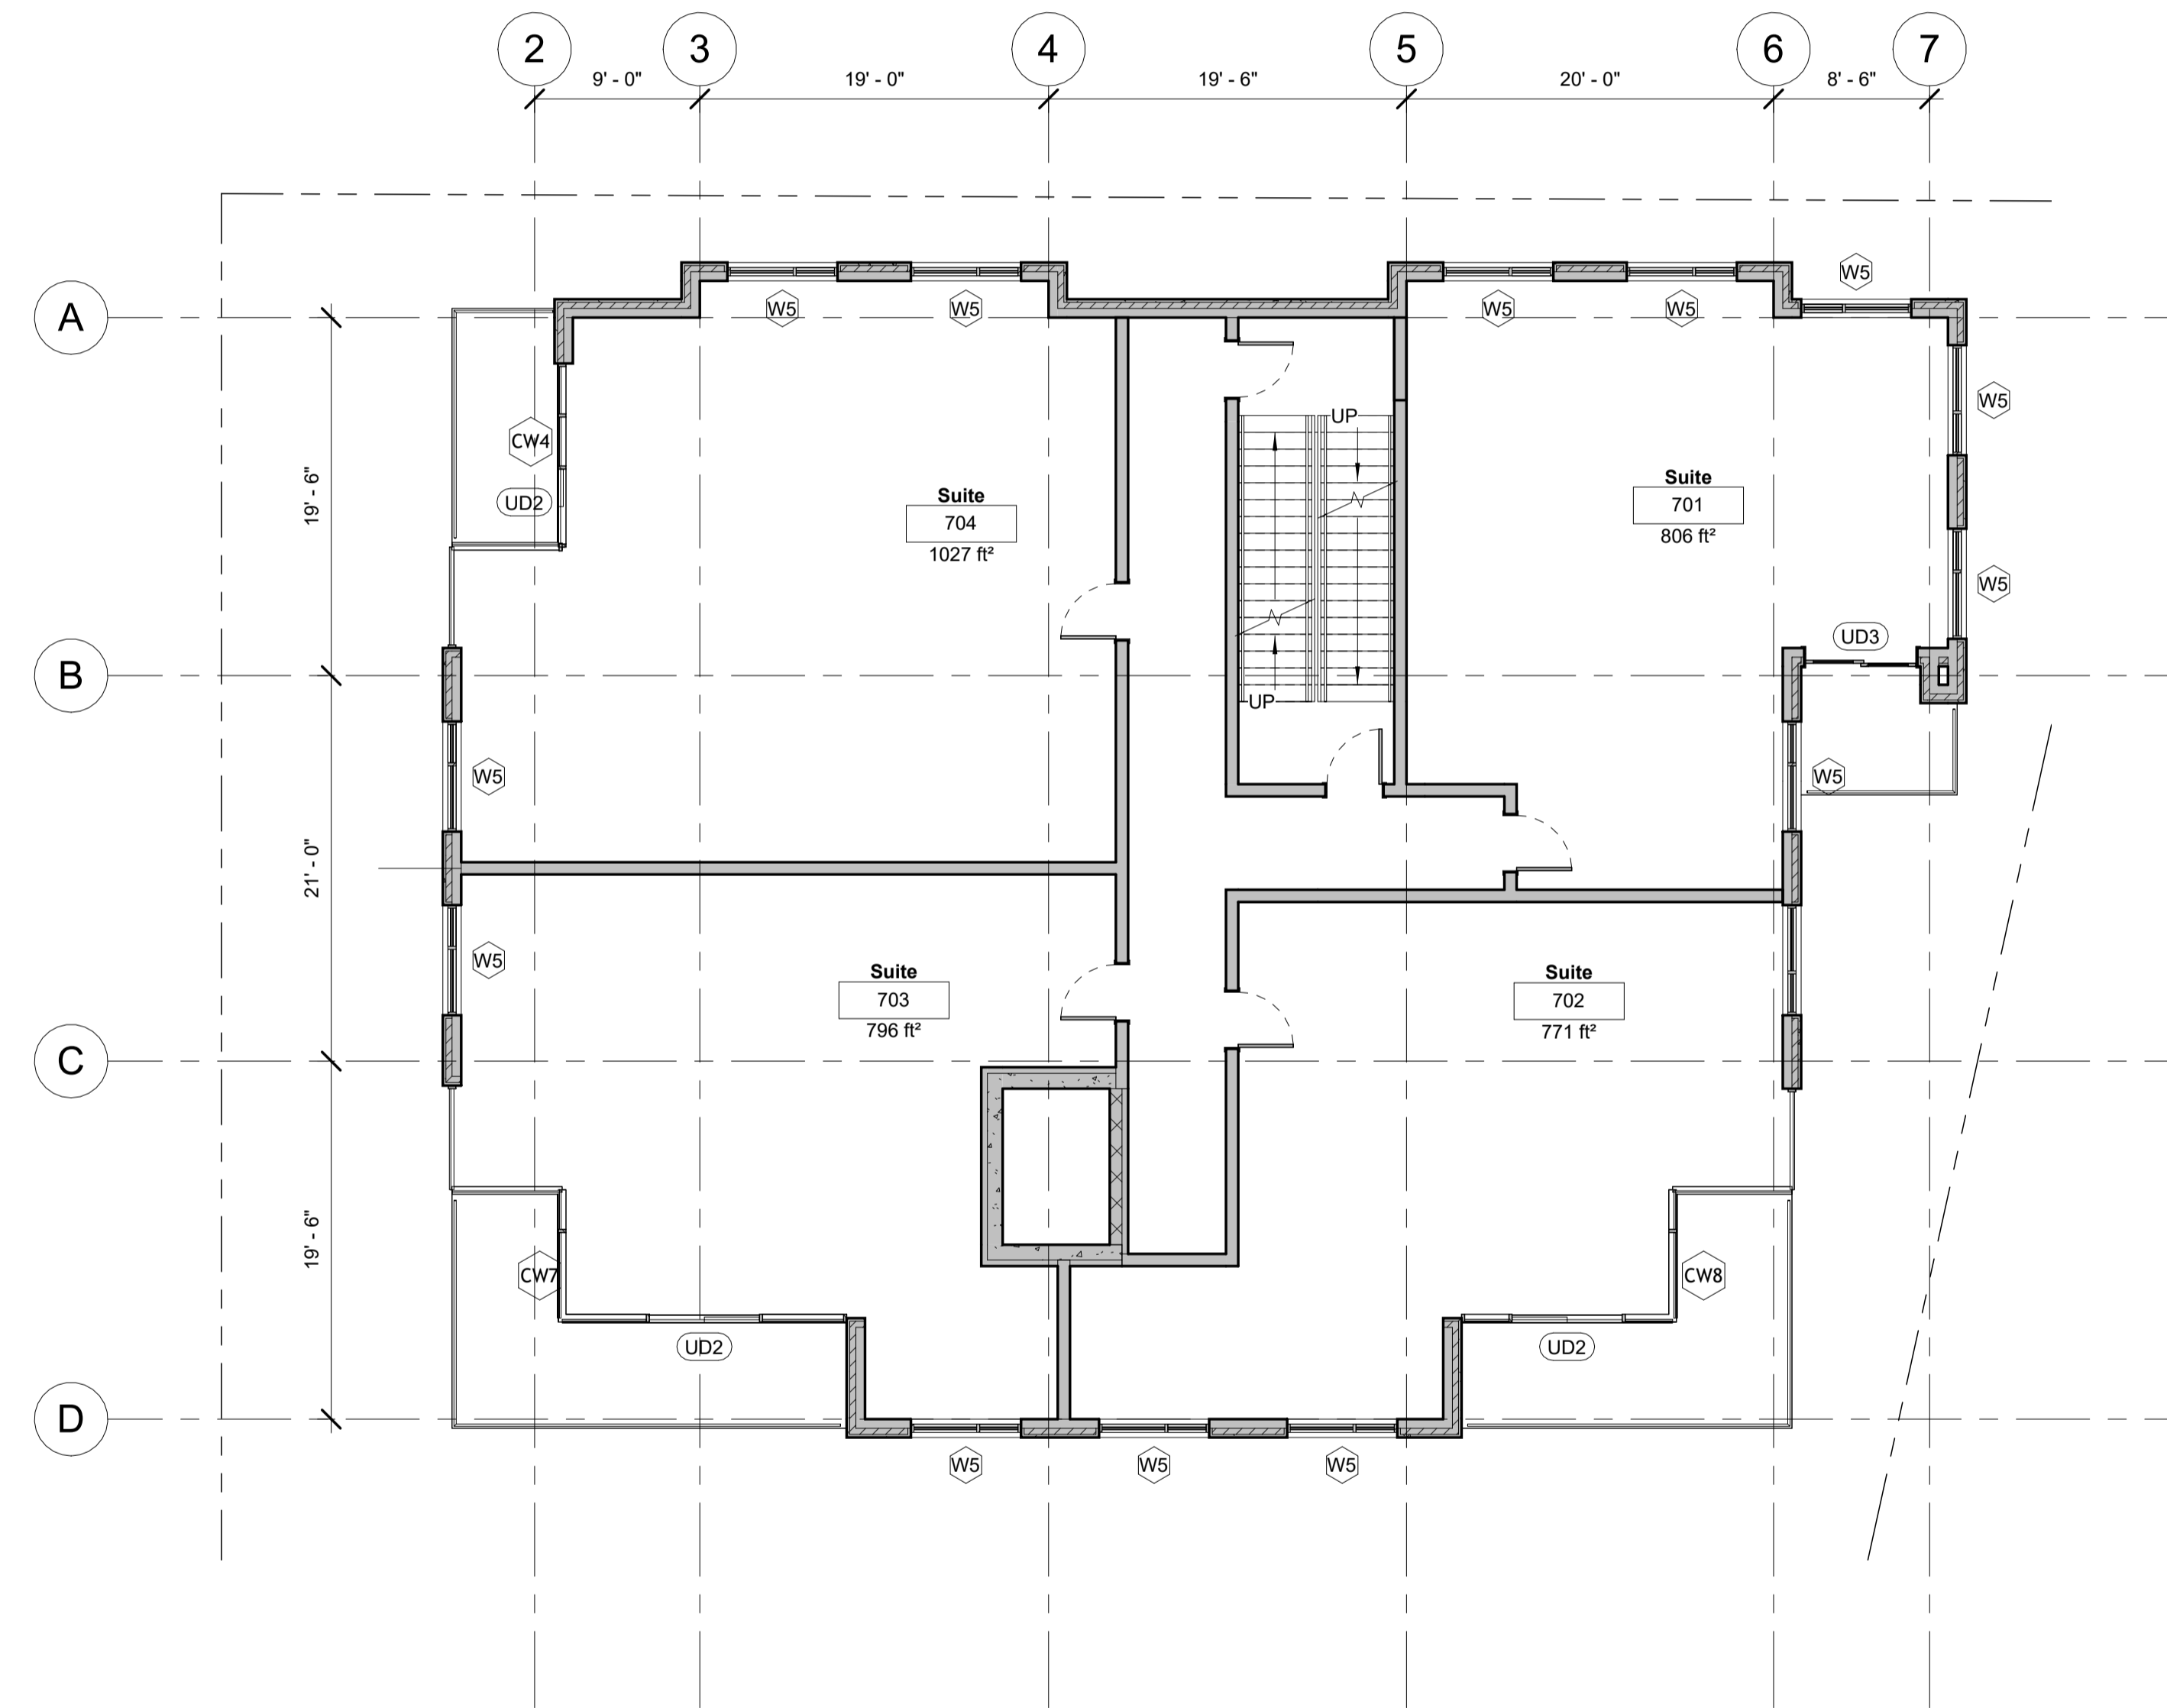 2 3 4 5 6 7
9' - 0" 19' - 0" 19' - 6" 20' - 0" 8' - 6"
W5
A
W5 W5 W5 W5
W5
UP
CW4
Suite
701
806 ft²
Suite
704
1027 ft²
UD2
19' - 6"
W5
UD3
B
UP
W5
W5
21' - 0"
W5
Suite
703
796 ft²
Suite
702
771 ft²
C
19' - 6"
CW7
CW8
UD2
UD2
D
W5 W5 W5